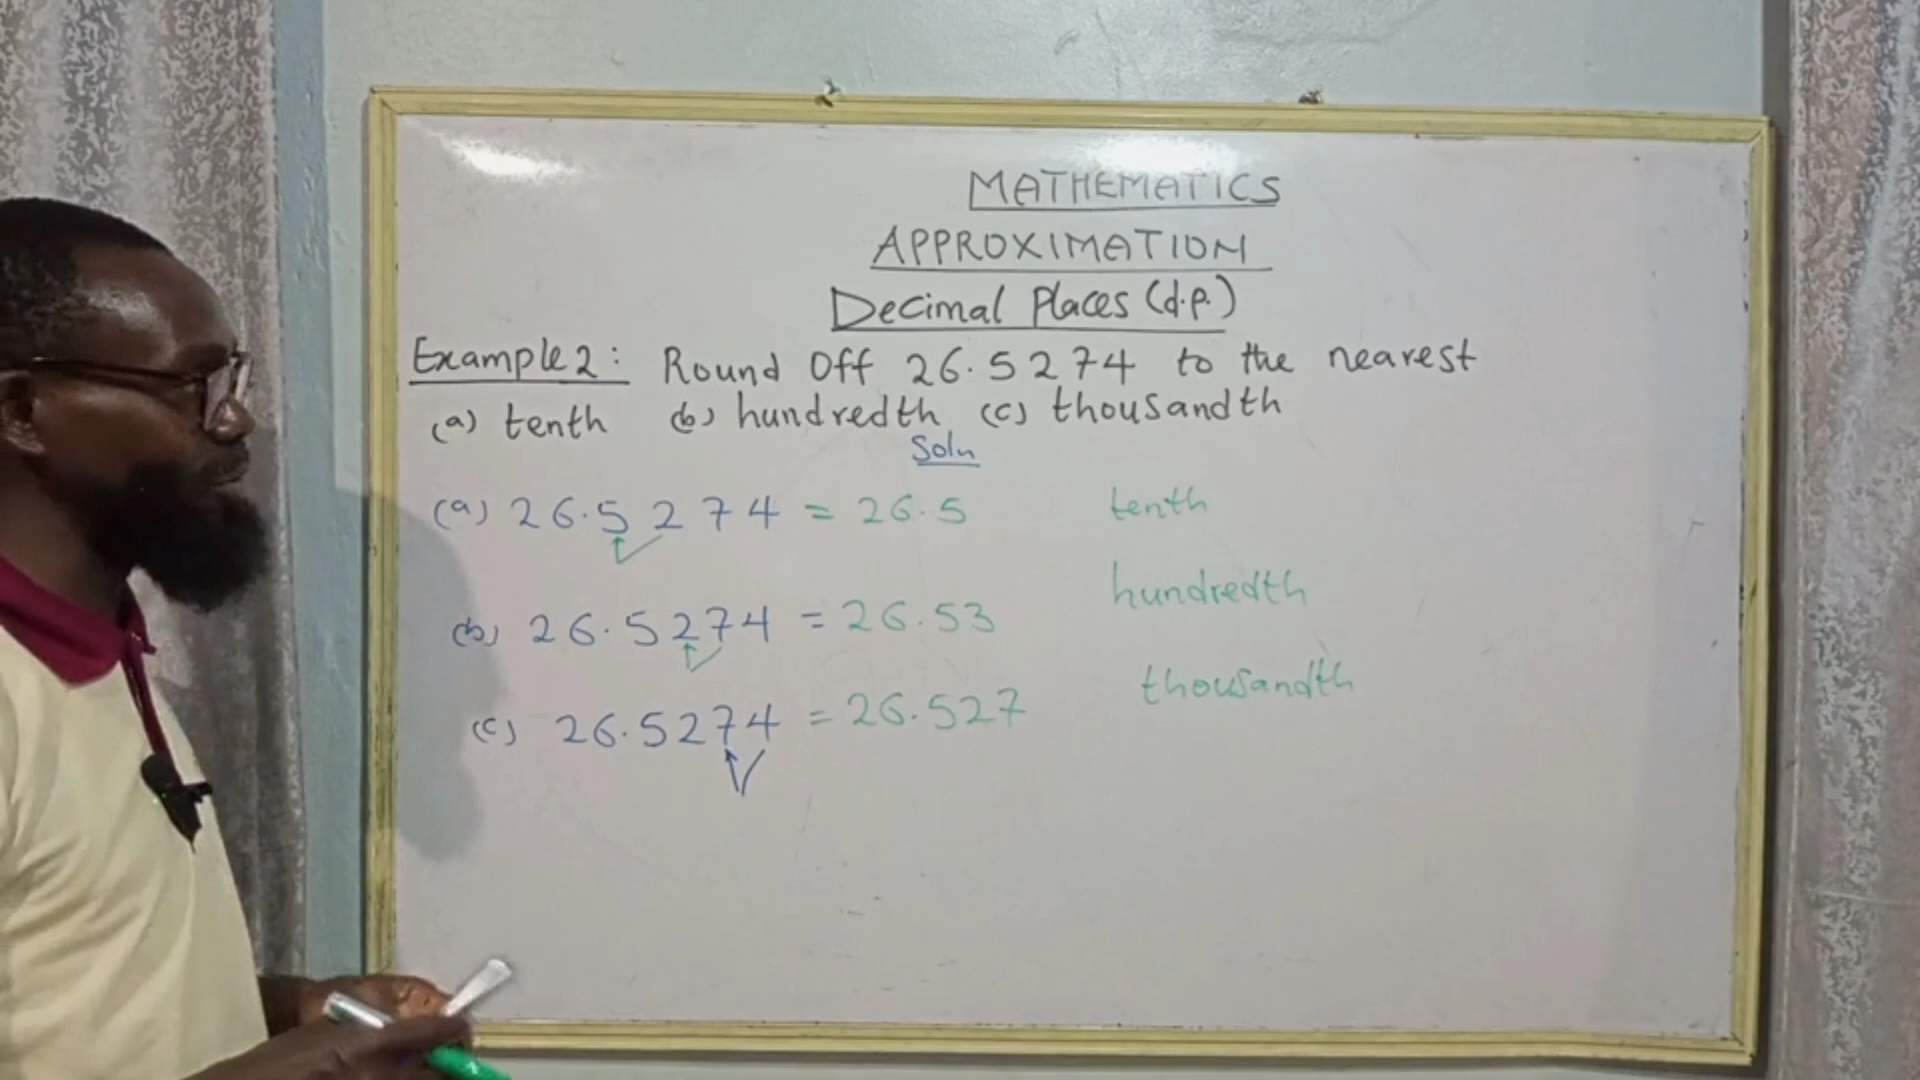 MATHEMATICS
APPROXIMATION
Decimal Places (d.p.)
Example 2: Round Off 26.5274 to the nearest
(a) tenth (b) hundredth (c) thousandth
Soln
(a) 26.5274 = 26.5 tenth
hundredth
(b) 26.5274 = 26.53
thousandth
(c) 26.5274 = 26.527